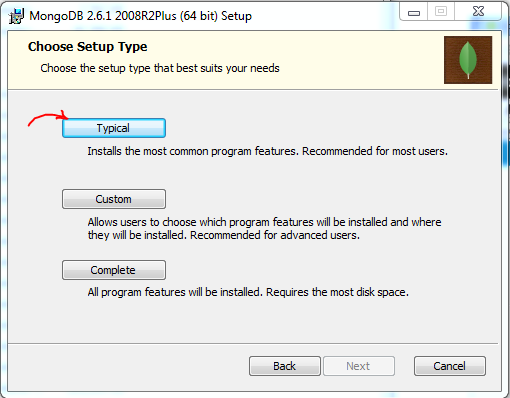 MongoDB 2.6.1 2008R2Plus (64 bit) Setup
Choose Setup Type
Choose the setup type that best suits your needs
Typical
Installs the most common program features. Recommended for most users.
Custom
Allows users to choose which program features will be installed and where
they will be installed. Recommended for advanced users.
Complete
All program features will be installed. Requires the most disk space.
Back
Next
Cancel